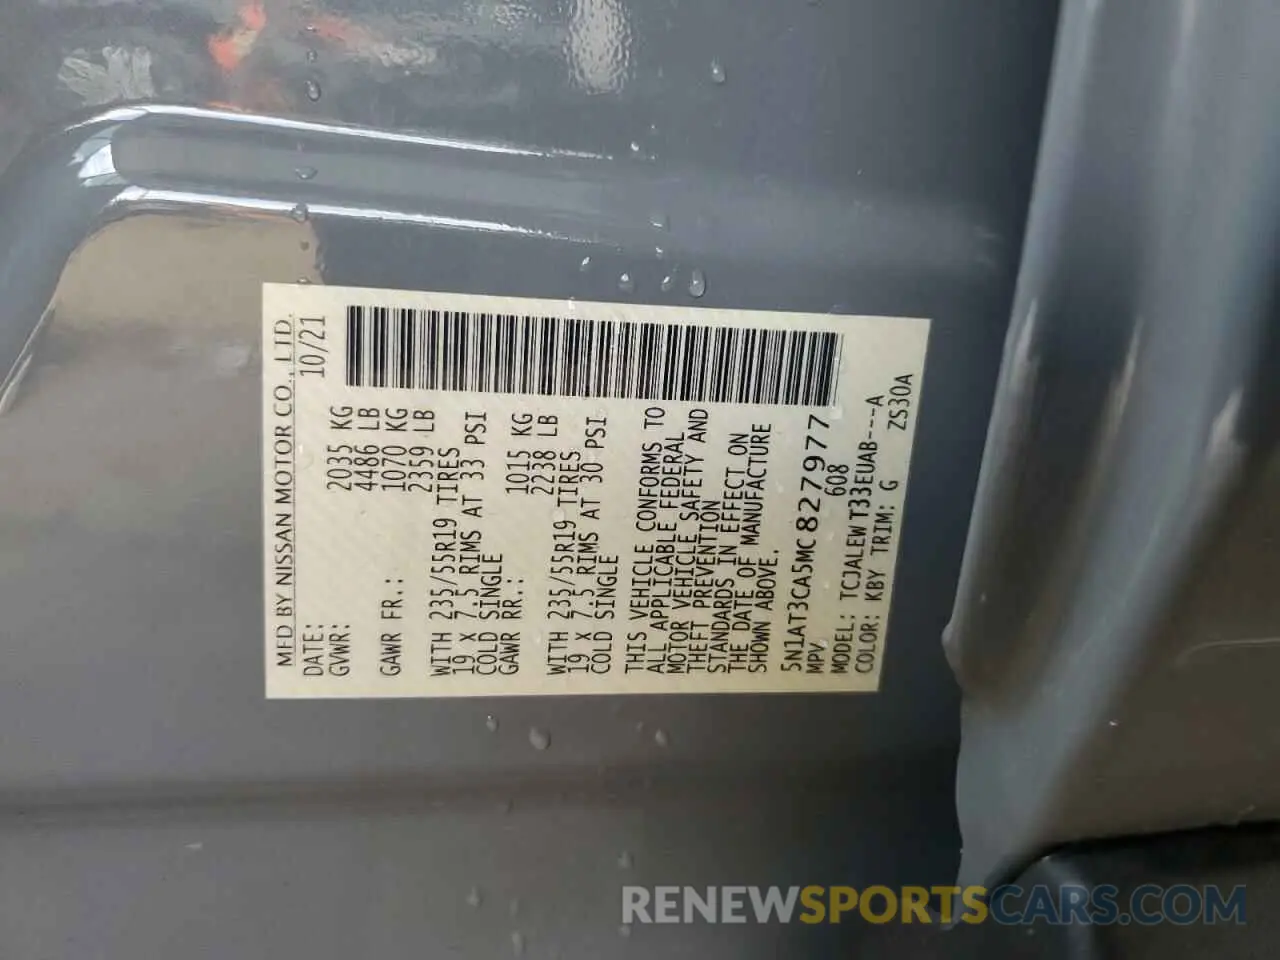 MFD BY NISSAN MOTOR CO., LTD.
DATE: 10/21
GVWR: 2035 KG
4486 LB
GAWR FR.: 1070 KG
2359 LB
WITH 235/55R19 TIRES
19 X 7.5 RIMS AT 33 PSI
COLD SINGLE
GAWR RR.: 1015 KG
2238 LB
WITH 235/55R19 TIRES
19 X 7.5 RIMS AT 30 PSI
COLD SINGLE
THIS VEHICLE CONFORMS TO
ALL APPLICABLE FEDERAL
MOTOR VEHICLE SAFETY AND
THEFT PREVENTION
STANDARDS IN EFFECT ON
THE DATE OF MANUFACTURE
SHOWN ABOVE.
5N1AT3CA5MC827977
MPV 608
MODEL: TCJALEW T33EUAB---A
COLOR: KBY TRIM: G ZS30A
RENEWSPORTSCARS.COM